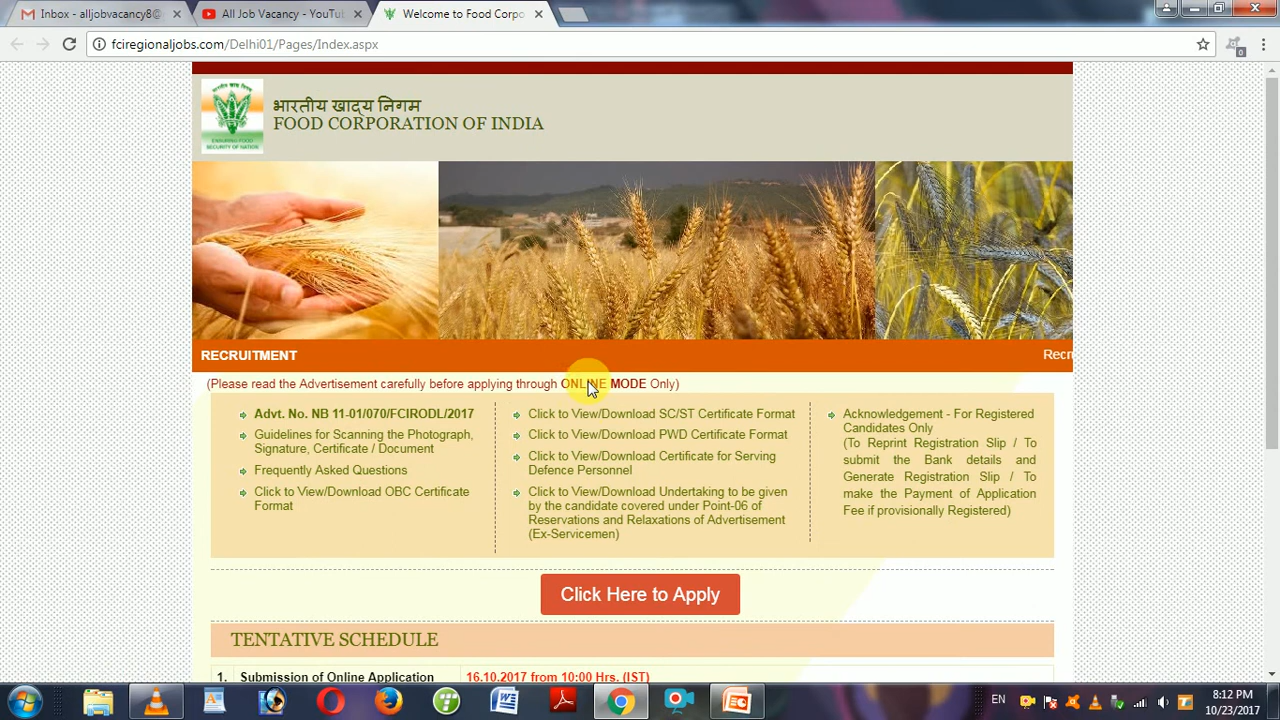 Inbox - alljobvacancy8@
All Job Vacancy - YouTub
Welcome to Food Corpo
fciregionaljobs.com/Delhi01/Pages/Index.aspx
भारतीय खाद्य निगम
FOOD CORPORATION OF INDIA
ENSURING FOOD
SECURITY OF NATION
RECRUITMENT
Recru
(Please read the Advertisement carefully before applying through ONLINE MODE Only)
Advt. No. NB 11-01/070/FCIRODL/2017
Guidelines for Scanning the Photograph,
Signature, Certificate / Document
Frequently Asked Questions
Click to View/Download OBC Certificate
Format
Click to View/Download SC/ST Certificate Format
Click to View/Download PWD Certificate Format
Click to View/Download Certificate for Serving
Defence Personnel
Click to View/Download Undertaking to be given
by the candidate covered under Point-06 of
Reservations and Relaxations of Advertisement
(Ex-Servicemen)
Acknowledgement - For Registered
Candidates Only
(To Reprint Registration Slip / To
submit the Bank details and
Generate Registration Slip / To
make the Payment of Application
Fee if provisionally Registered)
Click Here to Apply
TENTATIVE SCHEDULE
1. Submission of Online Application 16.10.2017 from 10:00 Hrs. (IST)
EN
8:12 PM
10/23/2017